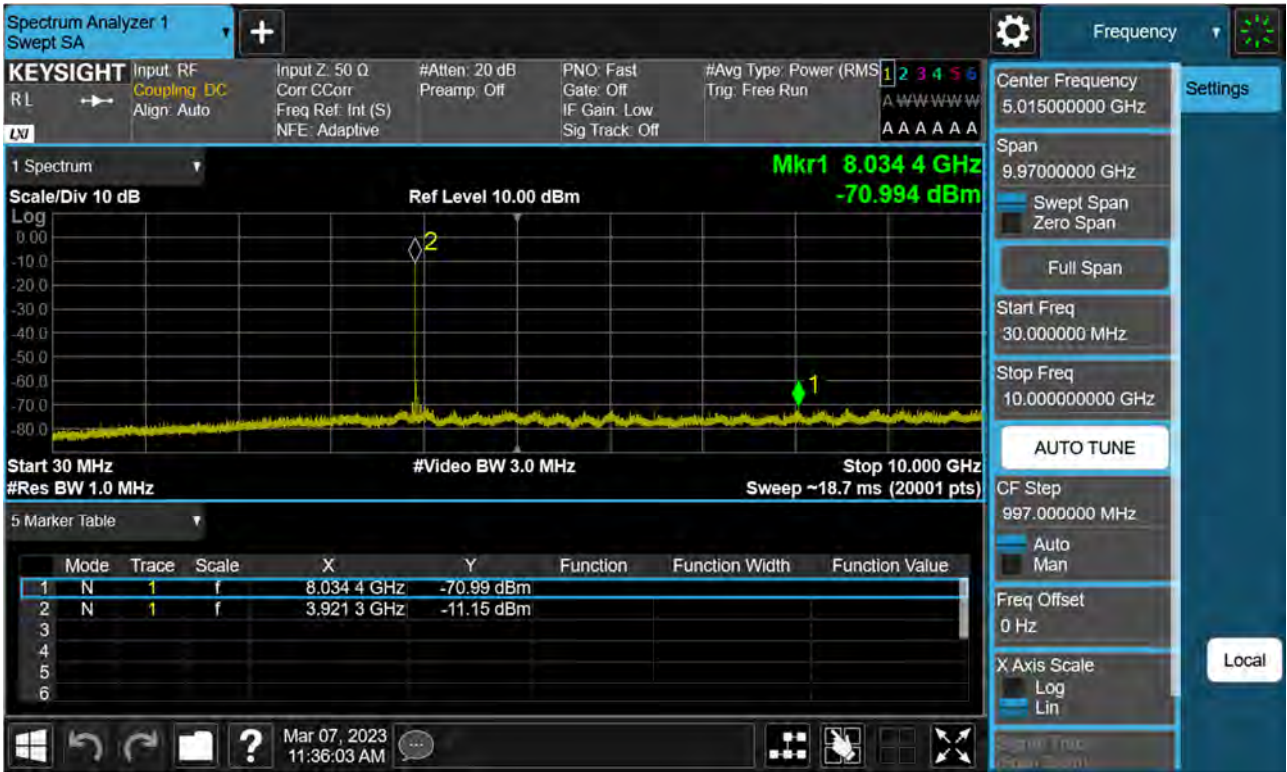 Spectrum Analyzer 1
Swept SA
+
Frequency
KEYSIGHT
R L
LXI
Input: RF
Coupling: DC
Align: Auto
Input Z: 50 Ω
Corr CCorr
Freq Ref: Int (S)
NFE: Adaptive
#Atten: 20 dB
Preamp: Off
PNO: Fast
Gate: Off
IF Gain: Low
Sig Track: Off
#Avg Type: Power (RMS
Trig: Free Run
1 2 3 4 5 6
A W W W W W
A A A A A A
1 Spectrum
Mkr1 8.034 4 GHz
-70.994 dBm
Scale/Div 10 dB
Ref Level 10.00 dBm
Log
0.00
-10.0
-20.0
-30.0
-40.0
-50.0
-60.0
-70.0
-80.0
2
1
Start 30 MHz
#Video BW 3.0 MHz
Stop 10.000 GHz
#Res BW 1.0 MHz
Sweep ~18.7 ms (20001 pts)
5 Marker Table
Mode Trace Scale X Y Function Function Width Function Value
1 N 1 f 8.034 4 GHz -70.99 dBm
2 N 1 f 3.921 3 GHz -11.15 dBm
3
4
5
6
?
Mar 07, 2023
11:36:03 AM
Center Frequency
5.015000000 GHz
Settings
Span
9.97000000 GHz
Swept Span
Zero Span
Full Span
Start Freq
30.000000 MHz
Stop Freq
10.000000000 GHz
AUTO TUNE
CF Step
997.000000 MHz
Auto
Man
Freq Offset
0 Hz
X Axis Scale
Log
Lin
Local